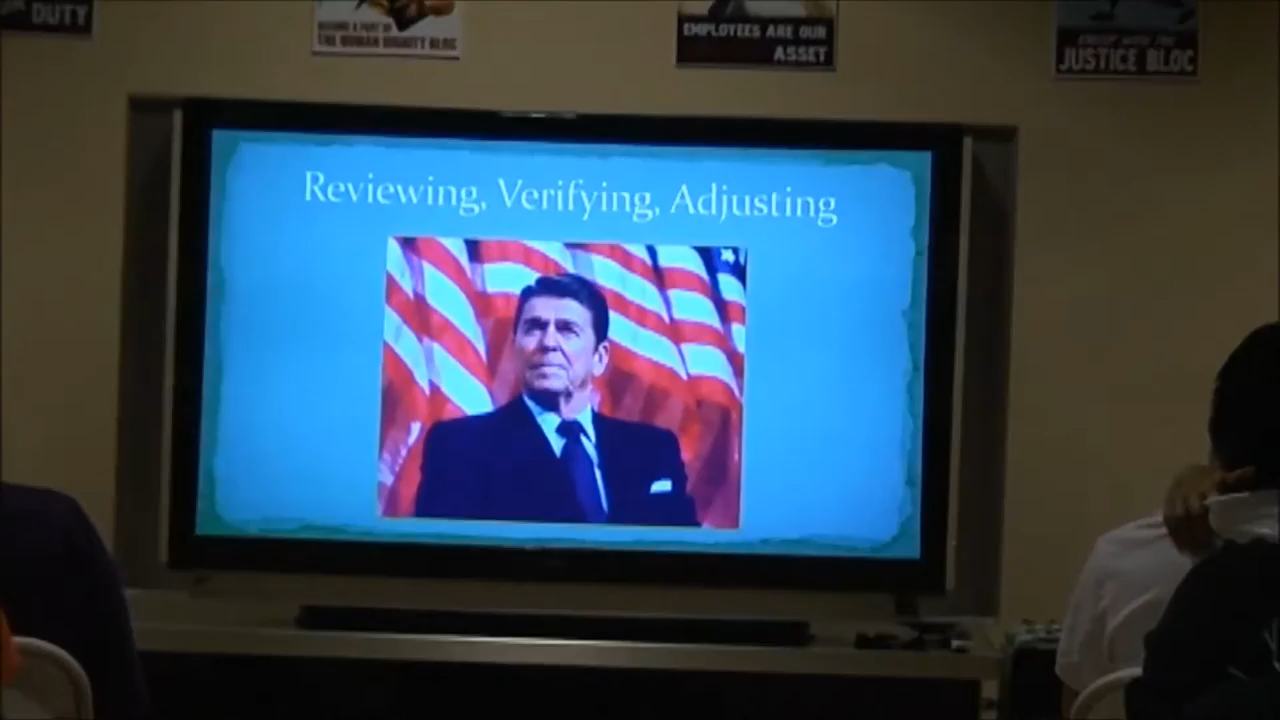 DUTY
THE HUMAN DIGNITY BLOC
EMPLOYEES ARE OUR
ASSET
JUSTICE BLOC
Reviewing, Verifying, Adjusting